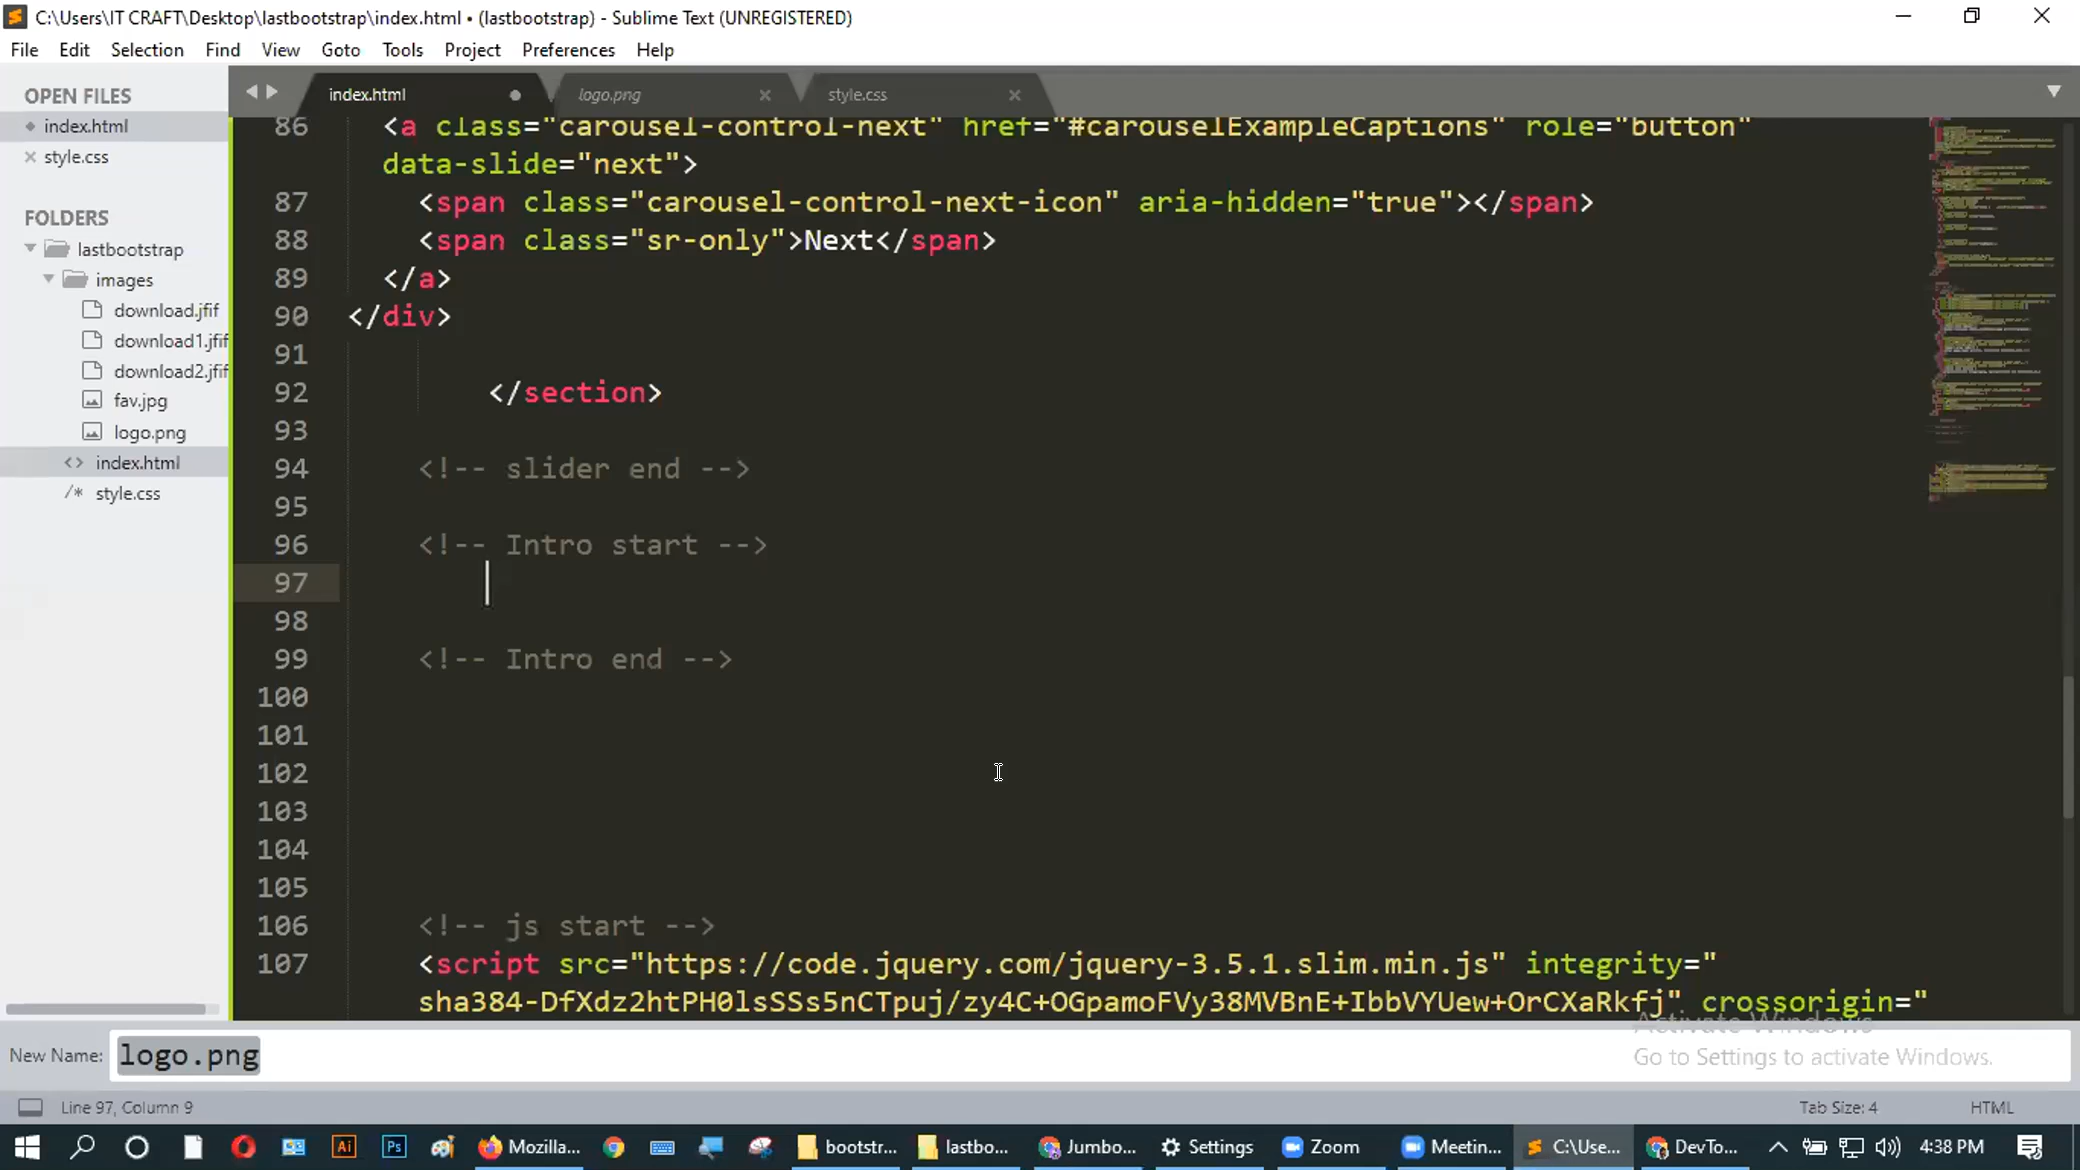 C:\Users\IT CRAFT\Desktop\lastbootstrap\index.html • (lastbootstrap) - Sublime Text (UNREGISTERED)
File Edit Selection Find View Goto Tools Project Preferences Help
OPEN FILES
index.html
style.css
FOLDERS
lastbootstrap
images
download.jfif
download1.jfif
download2.jfif
fav.jpg
logo.png
<> index.html
/* style.css
index.html logo.png style.css
86 <a class="carousel-control-next" href="#carouselExampleCaptions" role="button"
data-slide="next">
87 <span class="carousel-control-next-icon" aria-hidden="true"></span>
88 <span class="sr-only">Next</span>
89 </a>
90 </div>
91
92 </section>
93
94 <!-- slider end -->
95
96 <!-- Intro start -->
97
98
99 <!-- Intro end -->
100
101
102
103
104
105
106 <!-- js start -->
107 <script src="https://code.jquery.com/jquery-3.5.1.slim.min.js" integrity="
sha384-DfXdz2htPH0lsSSs5nCTpuj/zy4C+OGpamoFVy38MVBnE+IbbVYUew+OrCXaRkfj" crossorigin="
Activate Windows
Go to Settings to activate Windows.
New Name: logo.png
Line 97, Column 9 Tab Size: 4 HTML
Ai Ps Mozilla... bootstr... lastbo... Jumbo... Settings Zoom Meetin... C:\Use... DevTo... 4:38 PM